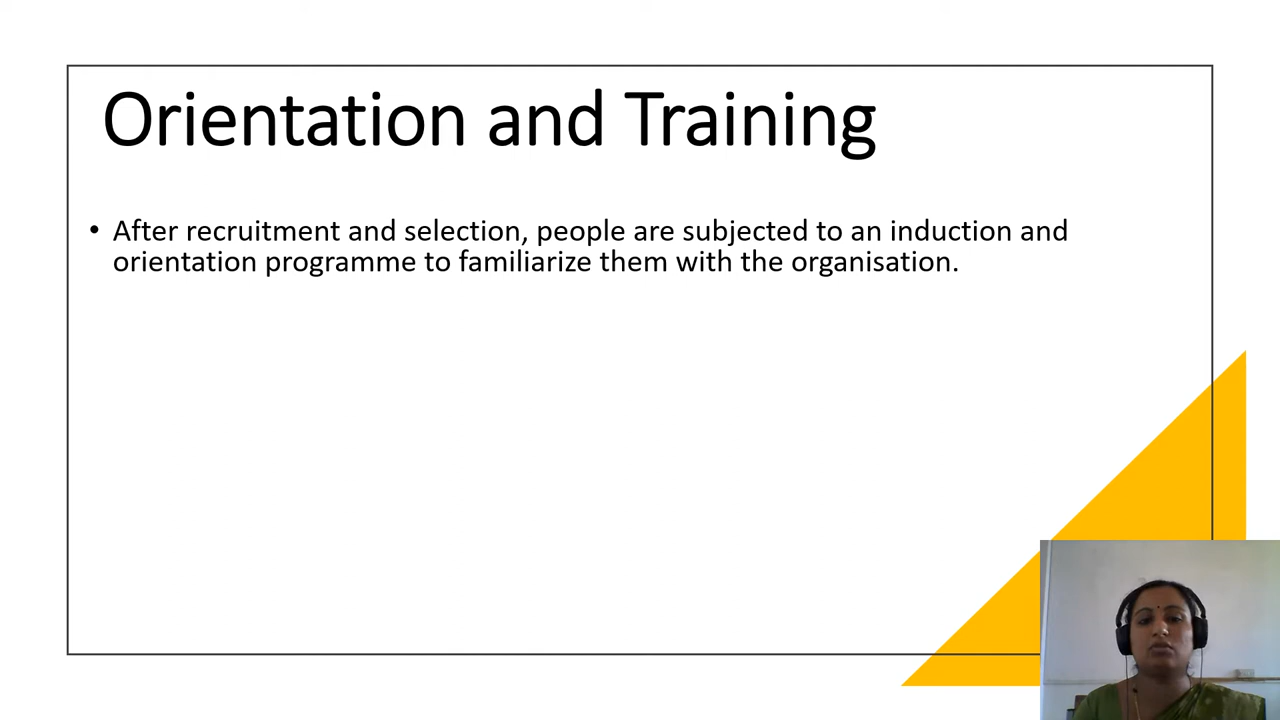 Orientation and Training
• After recruitment and selection, people are subjected to an induction and
orientation programme to familiarize them with the organisation.